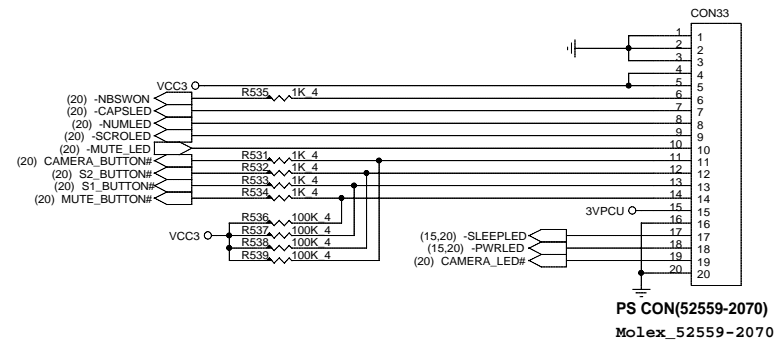 CON33
1 1
2 2
3 3
4 4
VCC3 5 5
(20) -NBSWON R535 1K_4 6 6
(20) -CAPSLED 7 7
(20) -NUMLED 8 8
(20) -SCROLED 9 9
(20) -MUTE_LED 10 10
(20) CAMERA_BUTTON# R531 1K_4 11 11
(20) S2_BUTTON# R532 1K_4 12 12
(20) S1_BUTTON# R533 1K_4 13 13
(20) MUTE_BUTTON# R534 1K_4 14 14
3VPCU 15 15
R536 100K_4 16 16
VCC3 R537 100K_4 (15,20) -SLEEPLED 17 17
R538 100K_4 (15,20) -PWRLED 18 18
R539 100K_4 (20) CAMERA_LED# 19 19
20 20
PS CON(52559-2070)
Molex_52559-2070